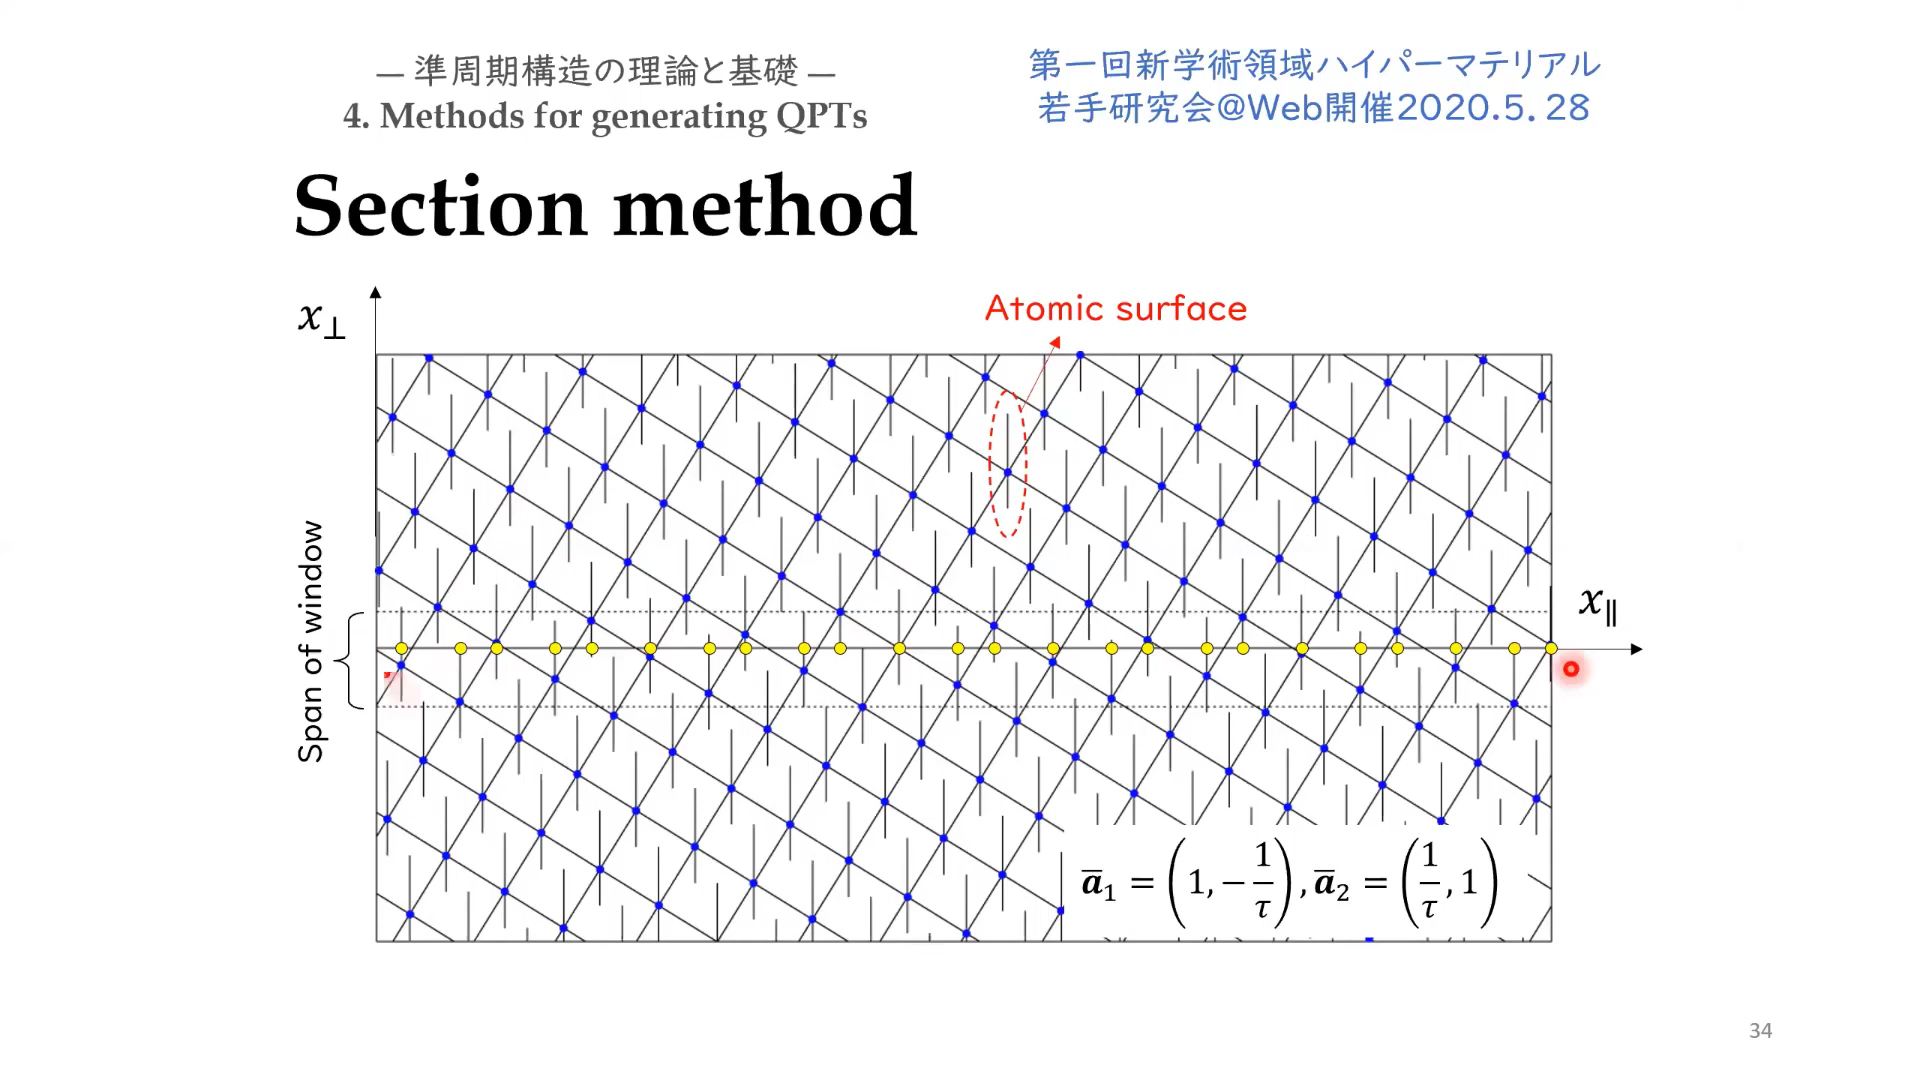 — 準周期構造の理論と基礎 —
4. Methods for generating QPTs
第一回新学術領域ハイパーマテリアル
若手研究会@Web開催2020.5.28
Section method
x⊥
Atomic surface
Span of window
x∥
a̅₁ = (1, −1/τ), a̅₂ = (1/τ, 1)
34